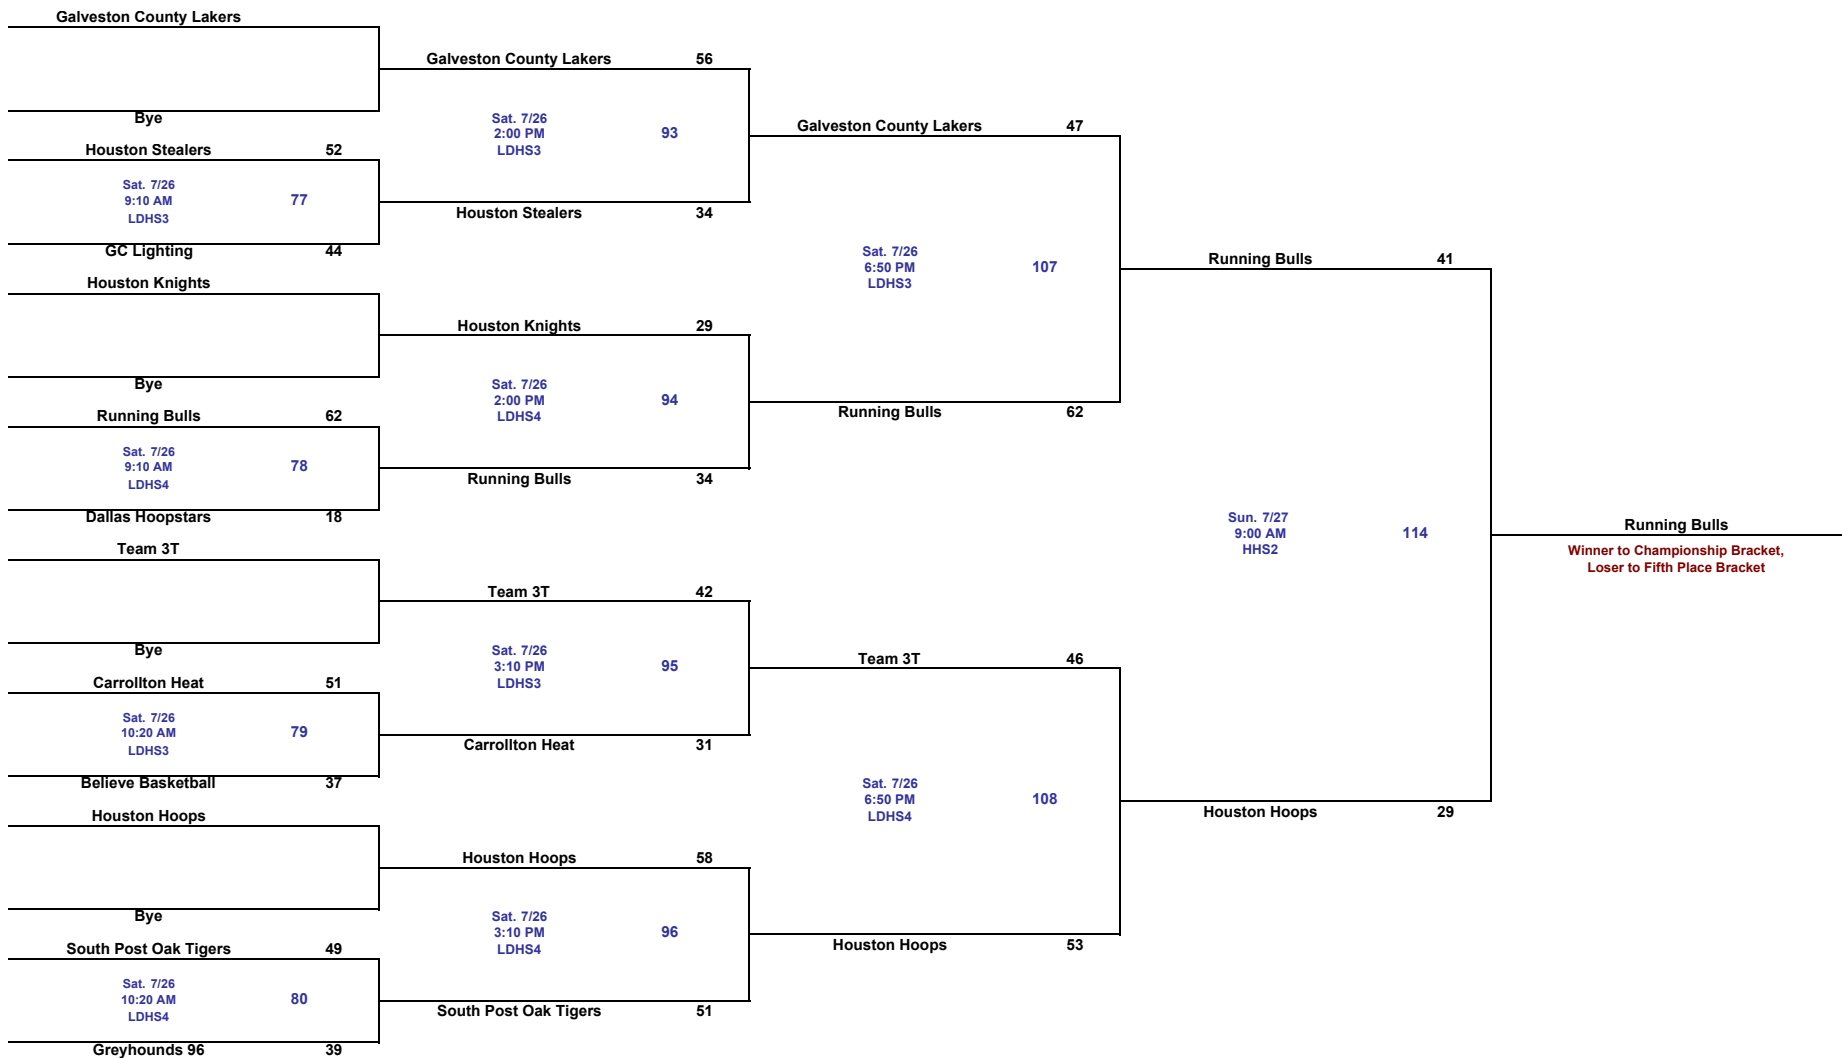 Galveston County Lakers
Galveston County Lakers 56
Bye
Sat. 7/26
2:00 PM
LDHS3
93
Galveston County Lakers 47
Houston Stealers 52
Sat. 7/26
9:10 AM
LDHS3
77
Houston Stealers 34
GC Lighting 44
Sat. 7/26
6:50 PM
LDHS3
107
Running Bulls 41
Houston Knights
Houston Knights 29
Bye
Sat. 7/26
2:00 PM
LDHS4
94
Running Bulls 62
Running Bulls 62
Sat. 7/26
9:10 AM
LDHS4
78
Running Bulls 34
Dallas Hoopstars 18
Sun. 7/27
9:00 AM
HHS2
114
Running Bulls
Winner to Championship Bracket,
Loser to Fifth Place Bracket
Team 3T
Team 3T 42
Bye
Sat. 7/26
3:10 PM
LDHS3
95
Team 3T 46
Carrollton Heat 51
Sat. 7/26
10:20 AM
LDHS3
79
Carrollton Heat 31
Believe Basketball 37
Sat. 7/26
6:50 PM
LDHS4
108
Houston Hoops 29
Houston Hoops
Houston Hoops 58
Bye
Sat. 7/26
3:10 PM
LDHS4
96
Houston Hoops 53
South Post Oak Tigers 49
Sat. 7/26
10:20 AM
LDHS4
80
South Post Oak Tigers 51
Greyhounds 96 39